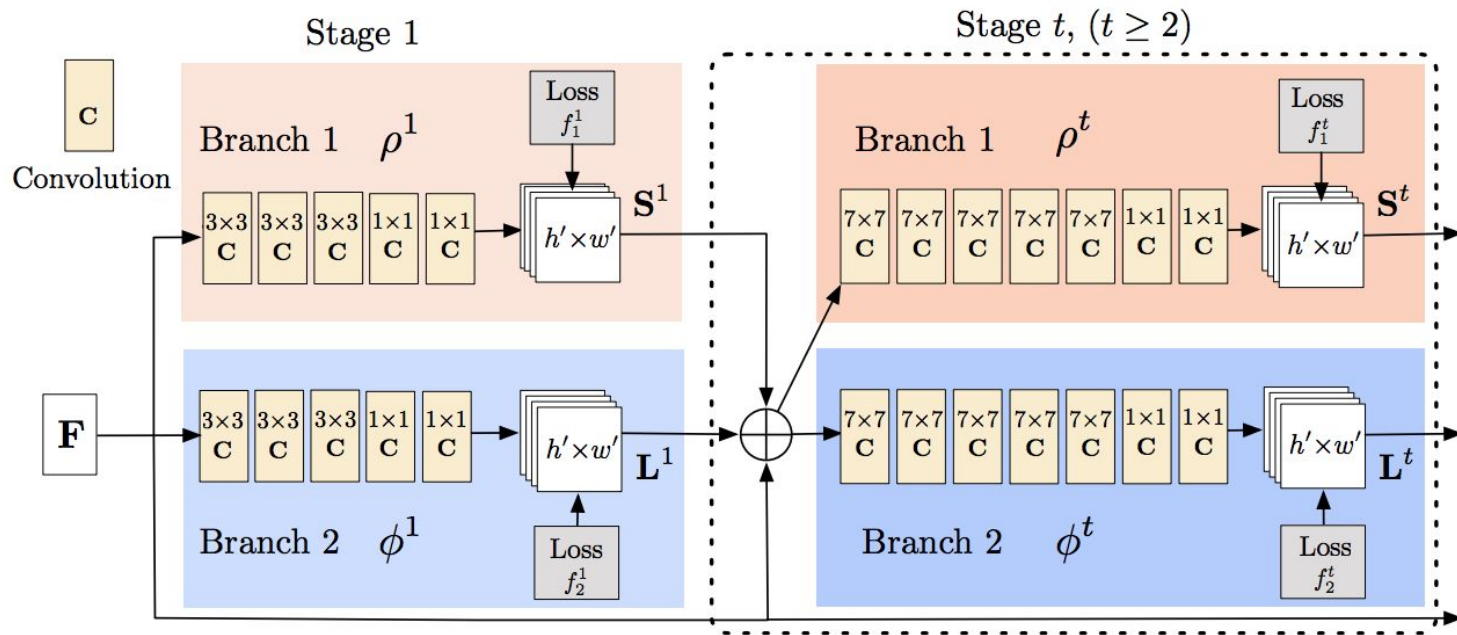 Stage 1
Stage t, (t ≥ 2)
C
Convolution
Branch 1 ρ¹
Loss
f₁¹
3×3 3×3 3×3 1×1 1×1
C C C C C
h′×w′
S¹
Branch 1 ρᵗ
Loss
f₁ᵗ
7×7 7×7 7×7 7×7 7×7 1×1 1×1
C C C C C C C
h′×w′
Sᵗ
F
3×3 3×3 3×3 1×1 1×1
C C C C C
h′×w′
L¹
Branch 2 ϕ¹
Loss
f₂¹
7×7 7×7 7×7 7×7 7×7 1×1 1×1
C C C C C C C
h′×w′
Lᵗ
Branch 2 ϕᵗ
Loss
f₂ᵗ